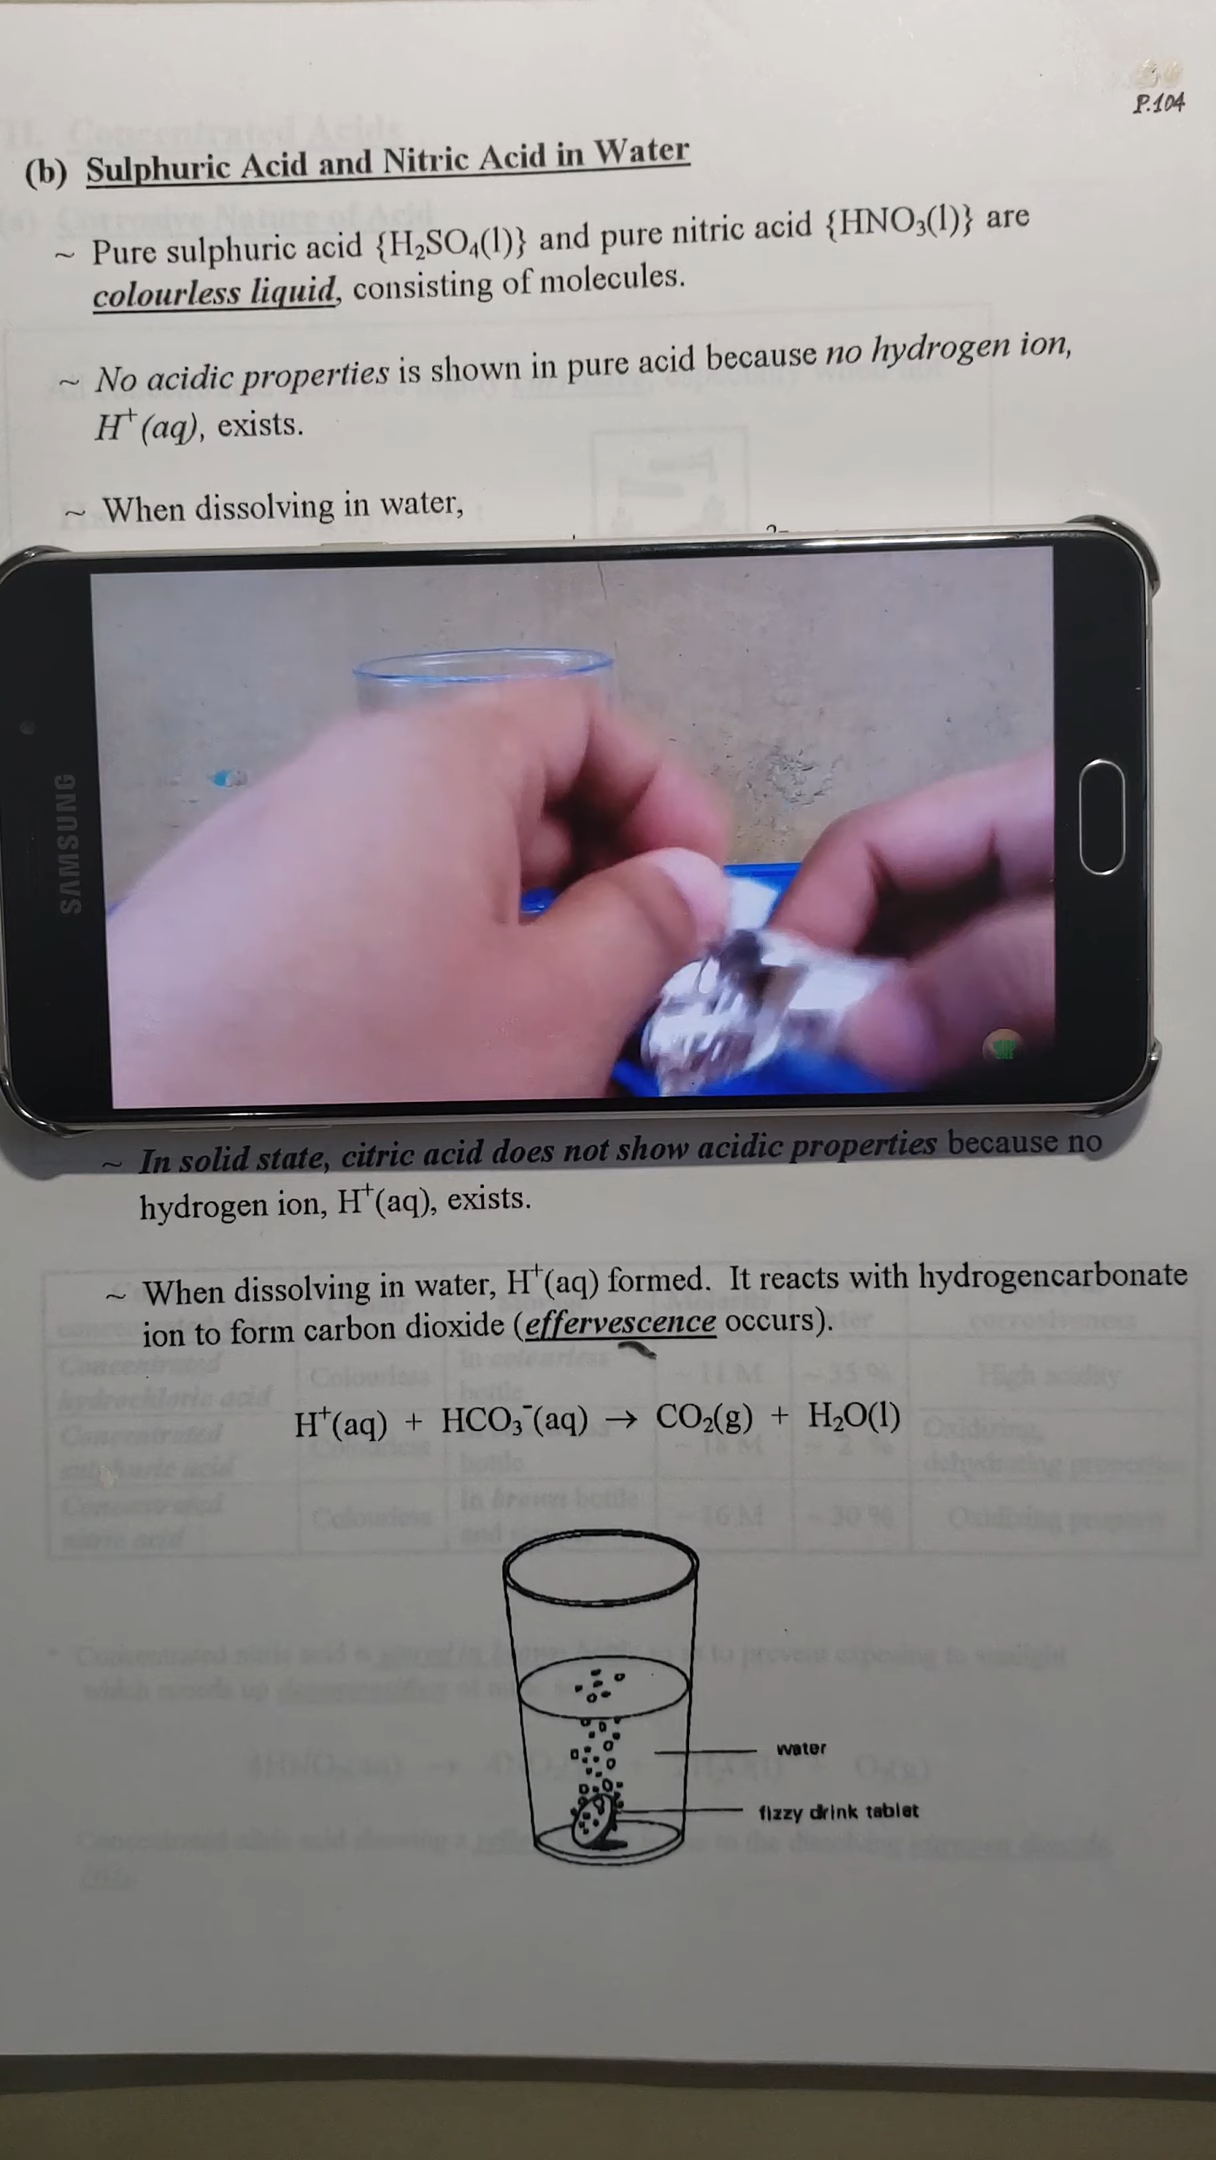 P.104
(b) Sulphuric Acid and Nitric Acid in Water
~ Pure sulphuric acid {H₂SO₄(l)} and pure nitric acid {HNO₃(l)} are
colourless liquid, consisting of molecules.
~ No acidic properties is shown in pure acid because no hydrogen ion,
H⁺(aq), exists.
~ When dissolving in water,
SAMSUNG
~ In solid state, citric acid does not show acidic properties because no
hydrogen ion, H⁺(aq), exists.
~ When dissolving in water, H⁺(aq) formed. It reacts with hydrogencarbonate
ion to form carbon dioxide (effervescence occurs).
H⁺(aq) + HCO₃⁻(aq) → CO₂(g) + H₂O(l)
water
fizzy drink tablet